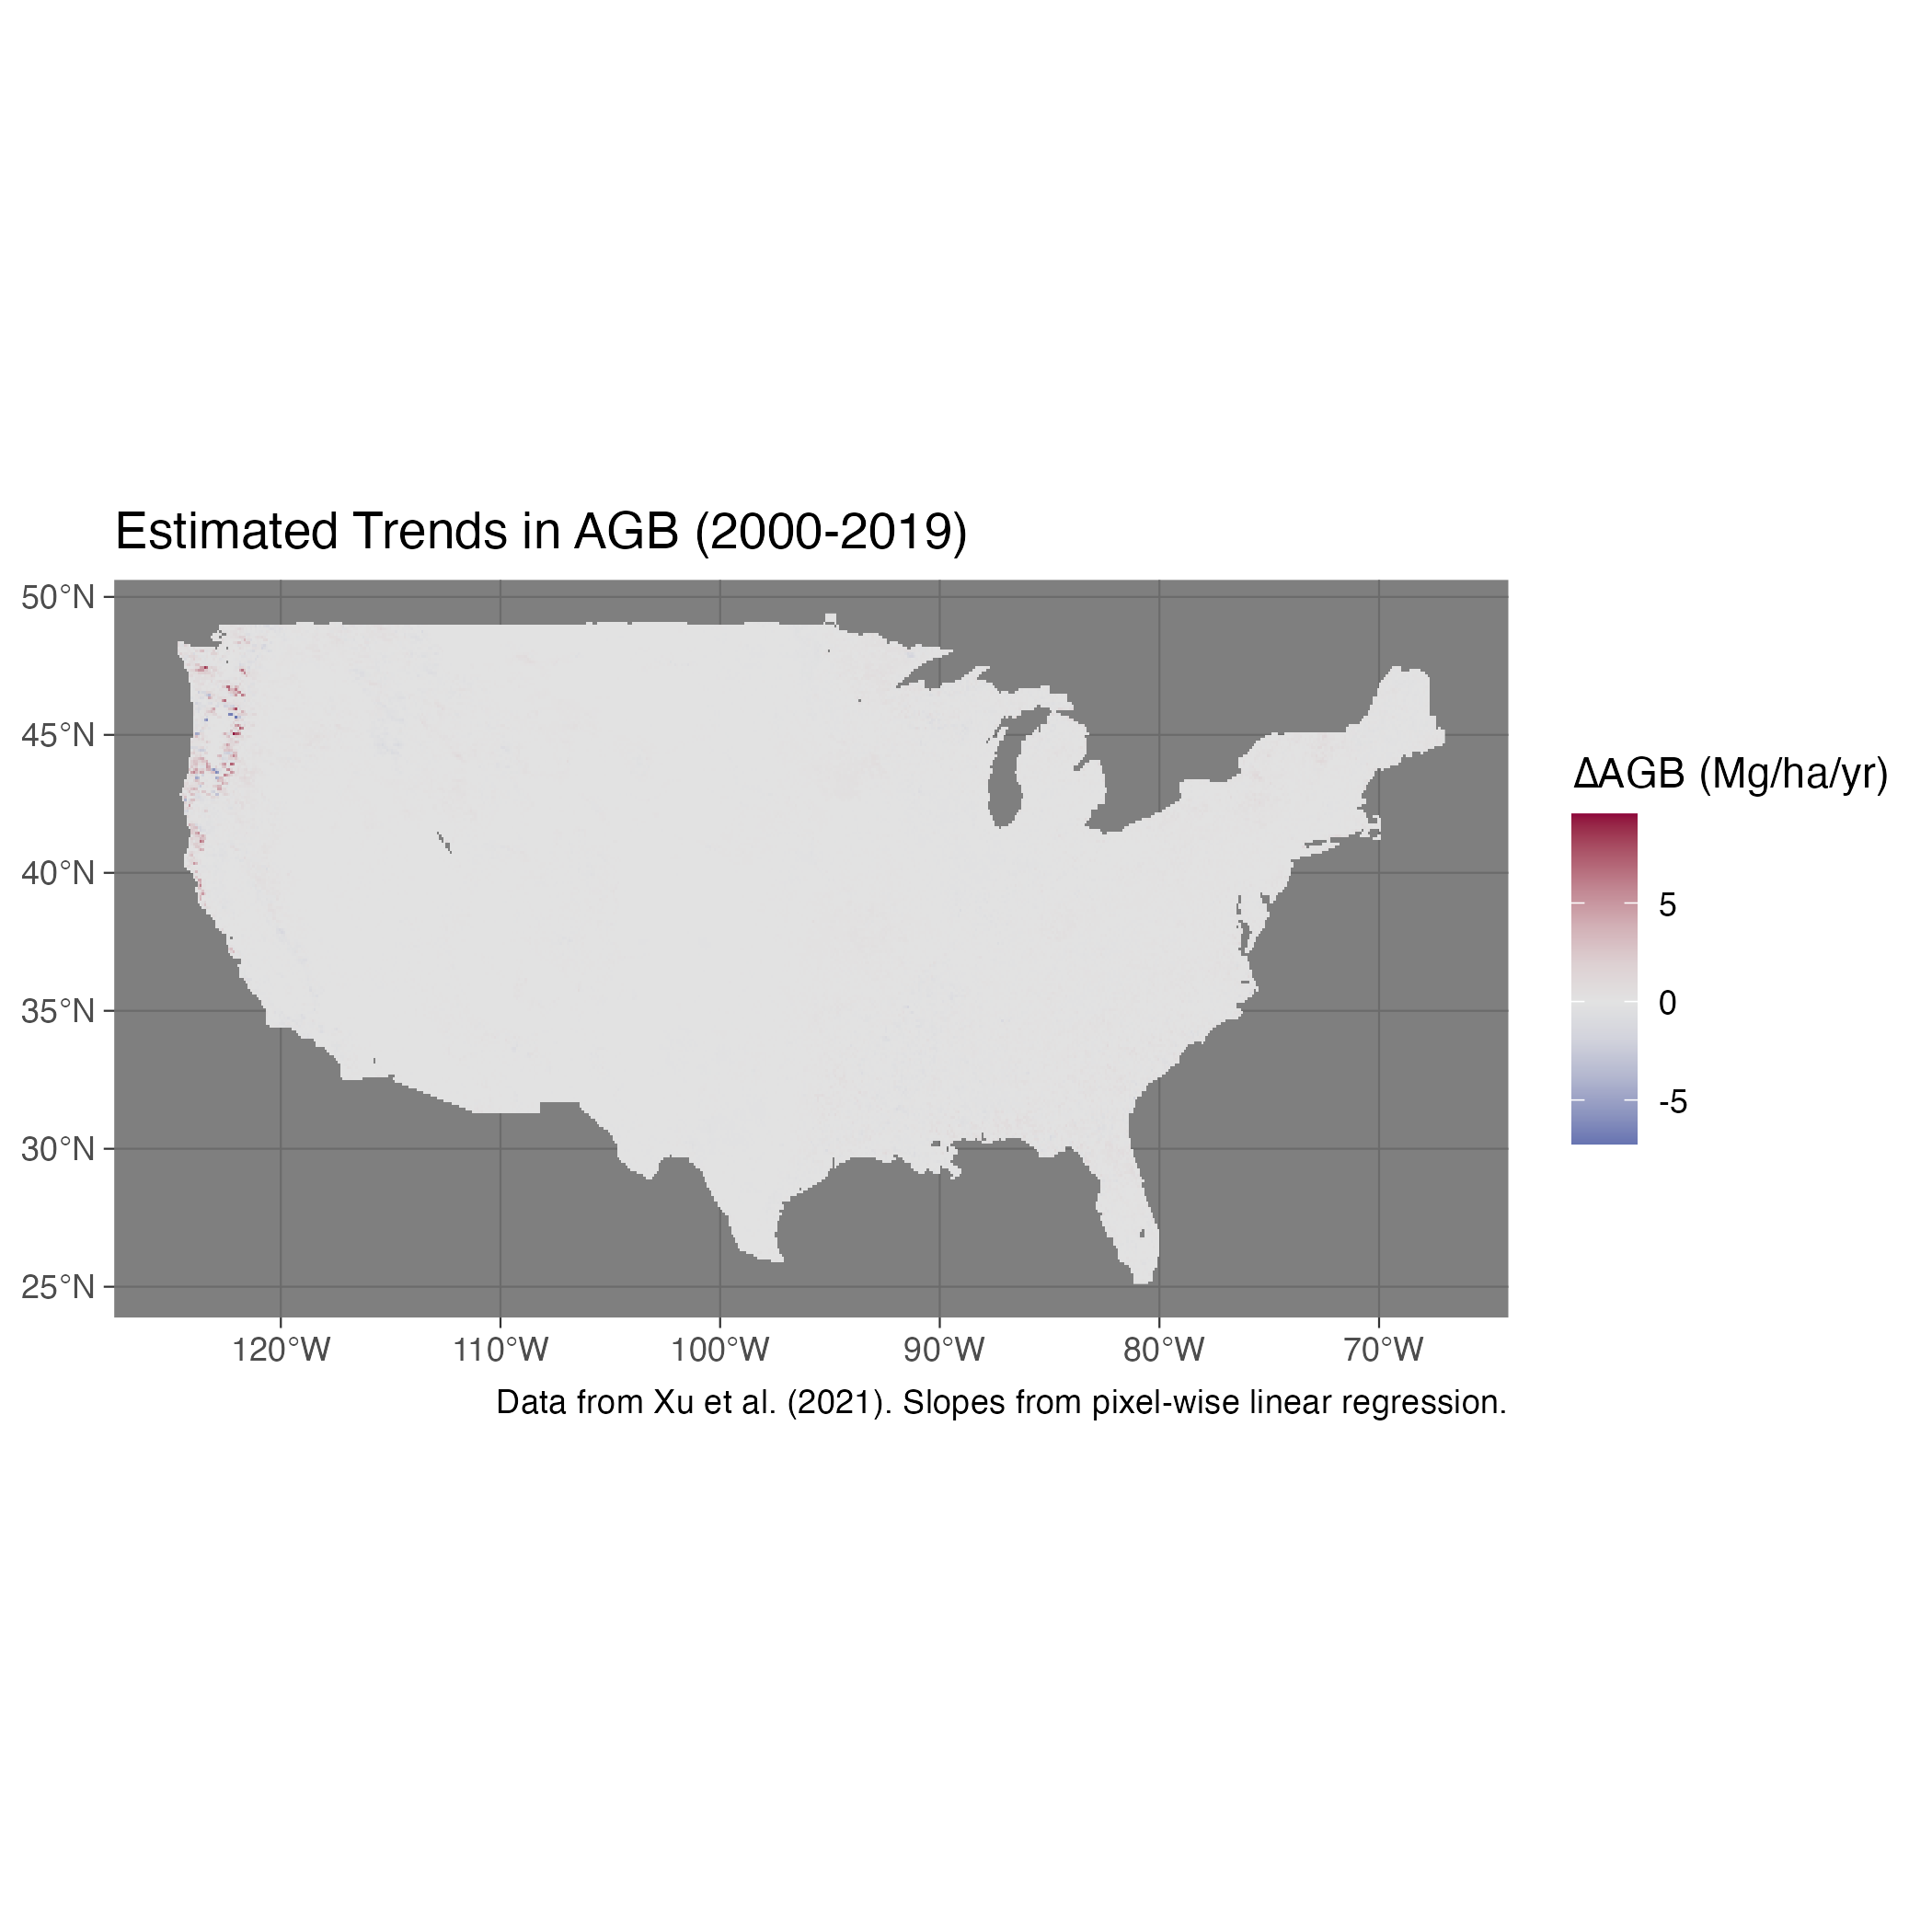 Estimated Trends in AGB (2000-2019)
50°N
45°N
40°N
35°N
30°N
25°N
120°W
110°W
100°W
90°W
80°W
70°W
ΔAGB (Mg/ha/yr)
5
0
-5
Data from Xu et al. (2021). Slopes from pixel-wise linear regression.